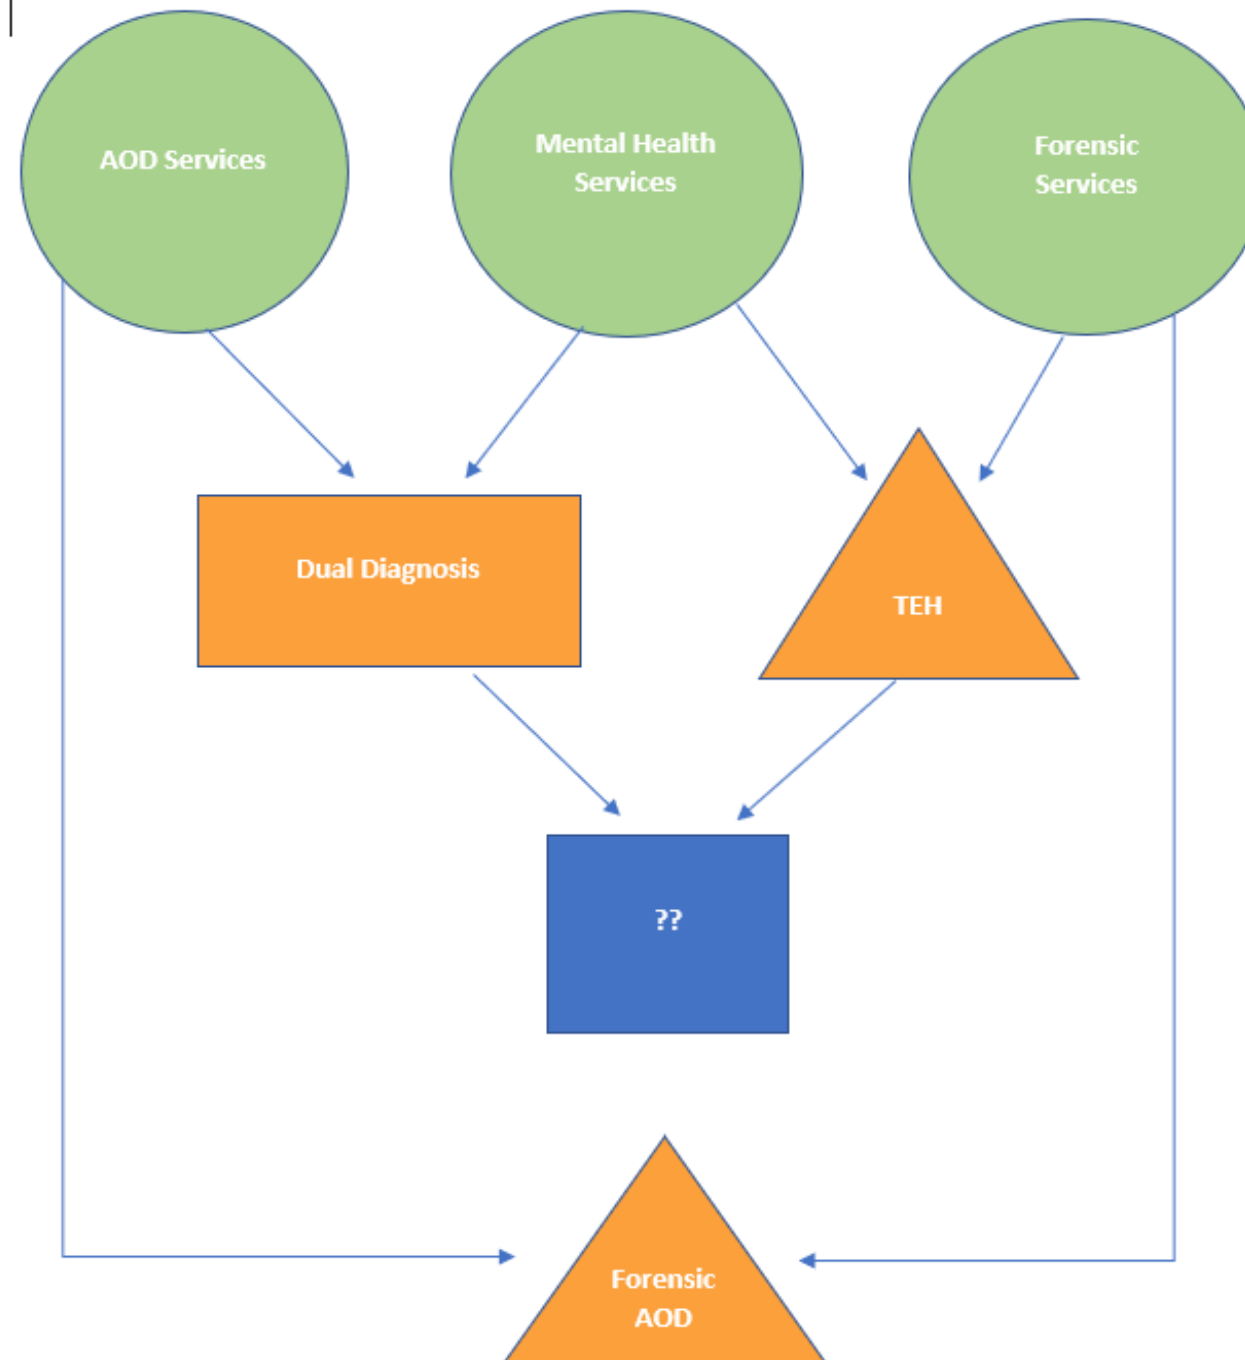 AOD Services
Mental Health
Services
Forensic
Services
Dual Diagnosis
TEH
??
Forensic
AOD